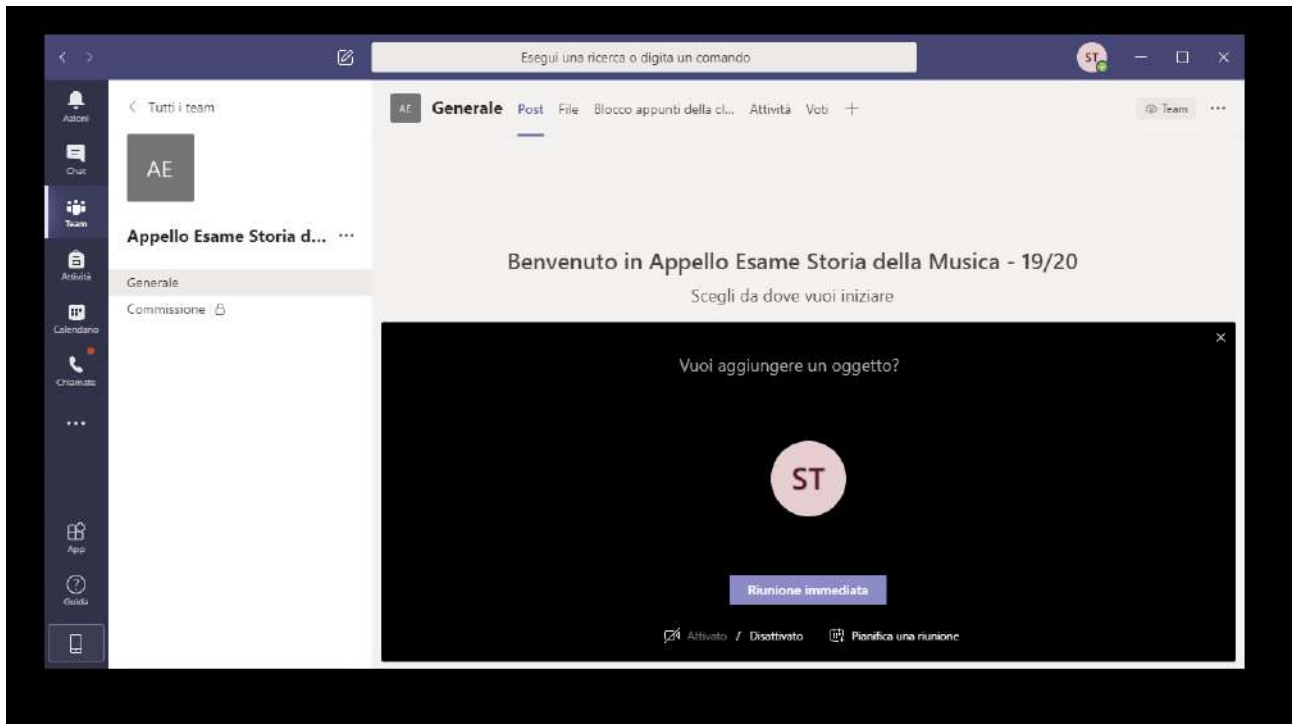 Esegui una ricerca o digita un comando
ST
Azioni
Chat
Team
Attività
Calendario
Chiamate
App
Guida
Tutti i team
AE
Appello Esame Storia d... ...
Generale
Commissione
AE Generale Post File Blocco appunti della cl... Attività Voti +
Team ...
Benvenuto in Appello Esame Storia della Musica - 19/20
Scegli da dove vuoi iniziare
Vuoi aggiungere un oggetto?
ST
Riunione immediata
Attivato / Disattivato Pianifica una riunione